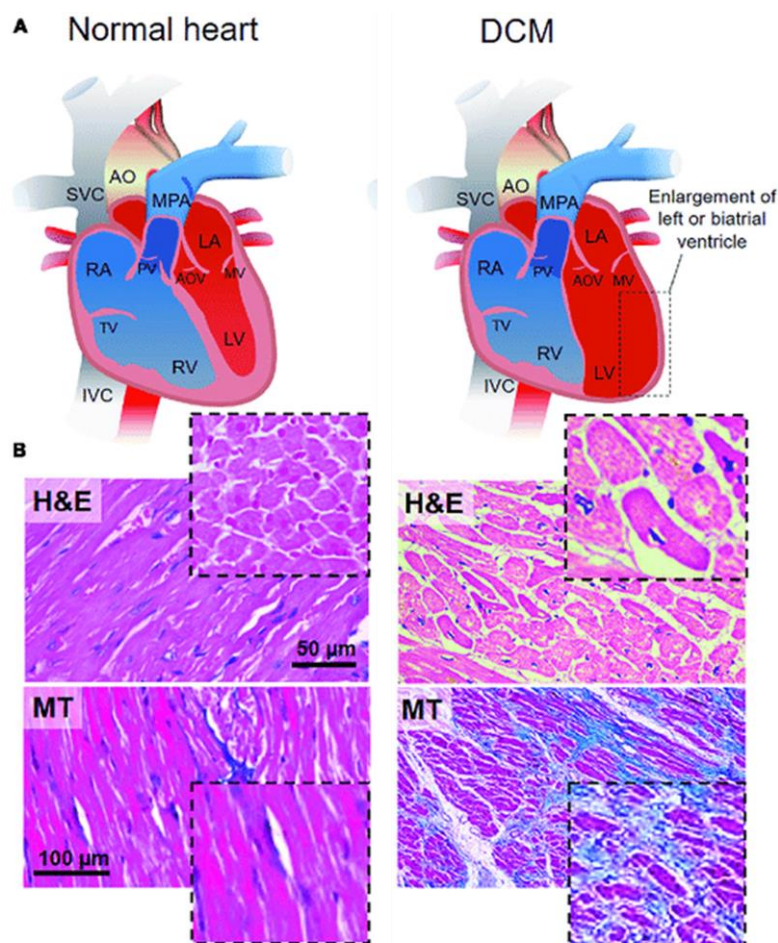 A
Normal heart
DCM
SVC
AO
MPA
LA
RA
PV
AOV
MV
TV
LV
RV
IVC
SVC
AO
MPA
LA
RA
PV
AOV
MV
TV
RV
LV
IVC
Enlargement of
left or biatrial
ventricle
B
H&E
50 µm
H&E
MT
100 µm
MT